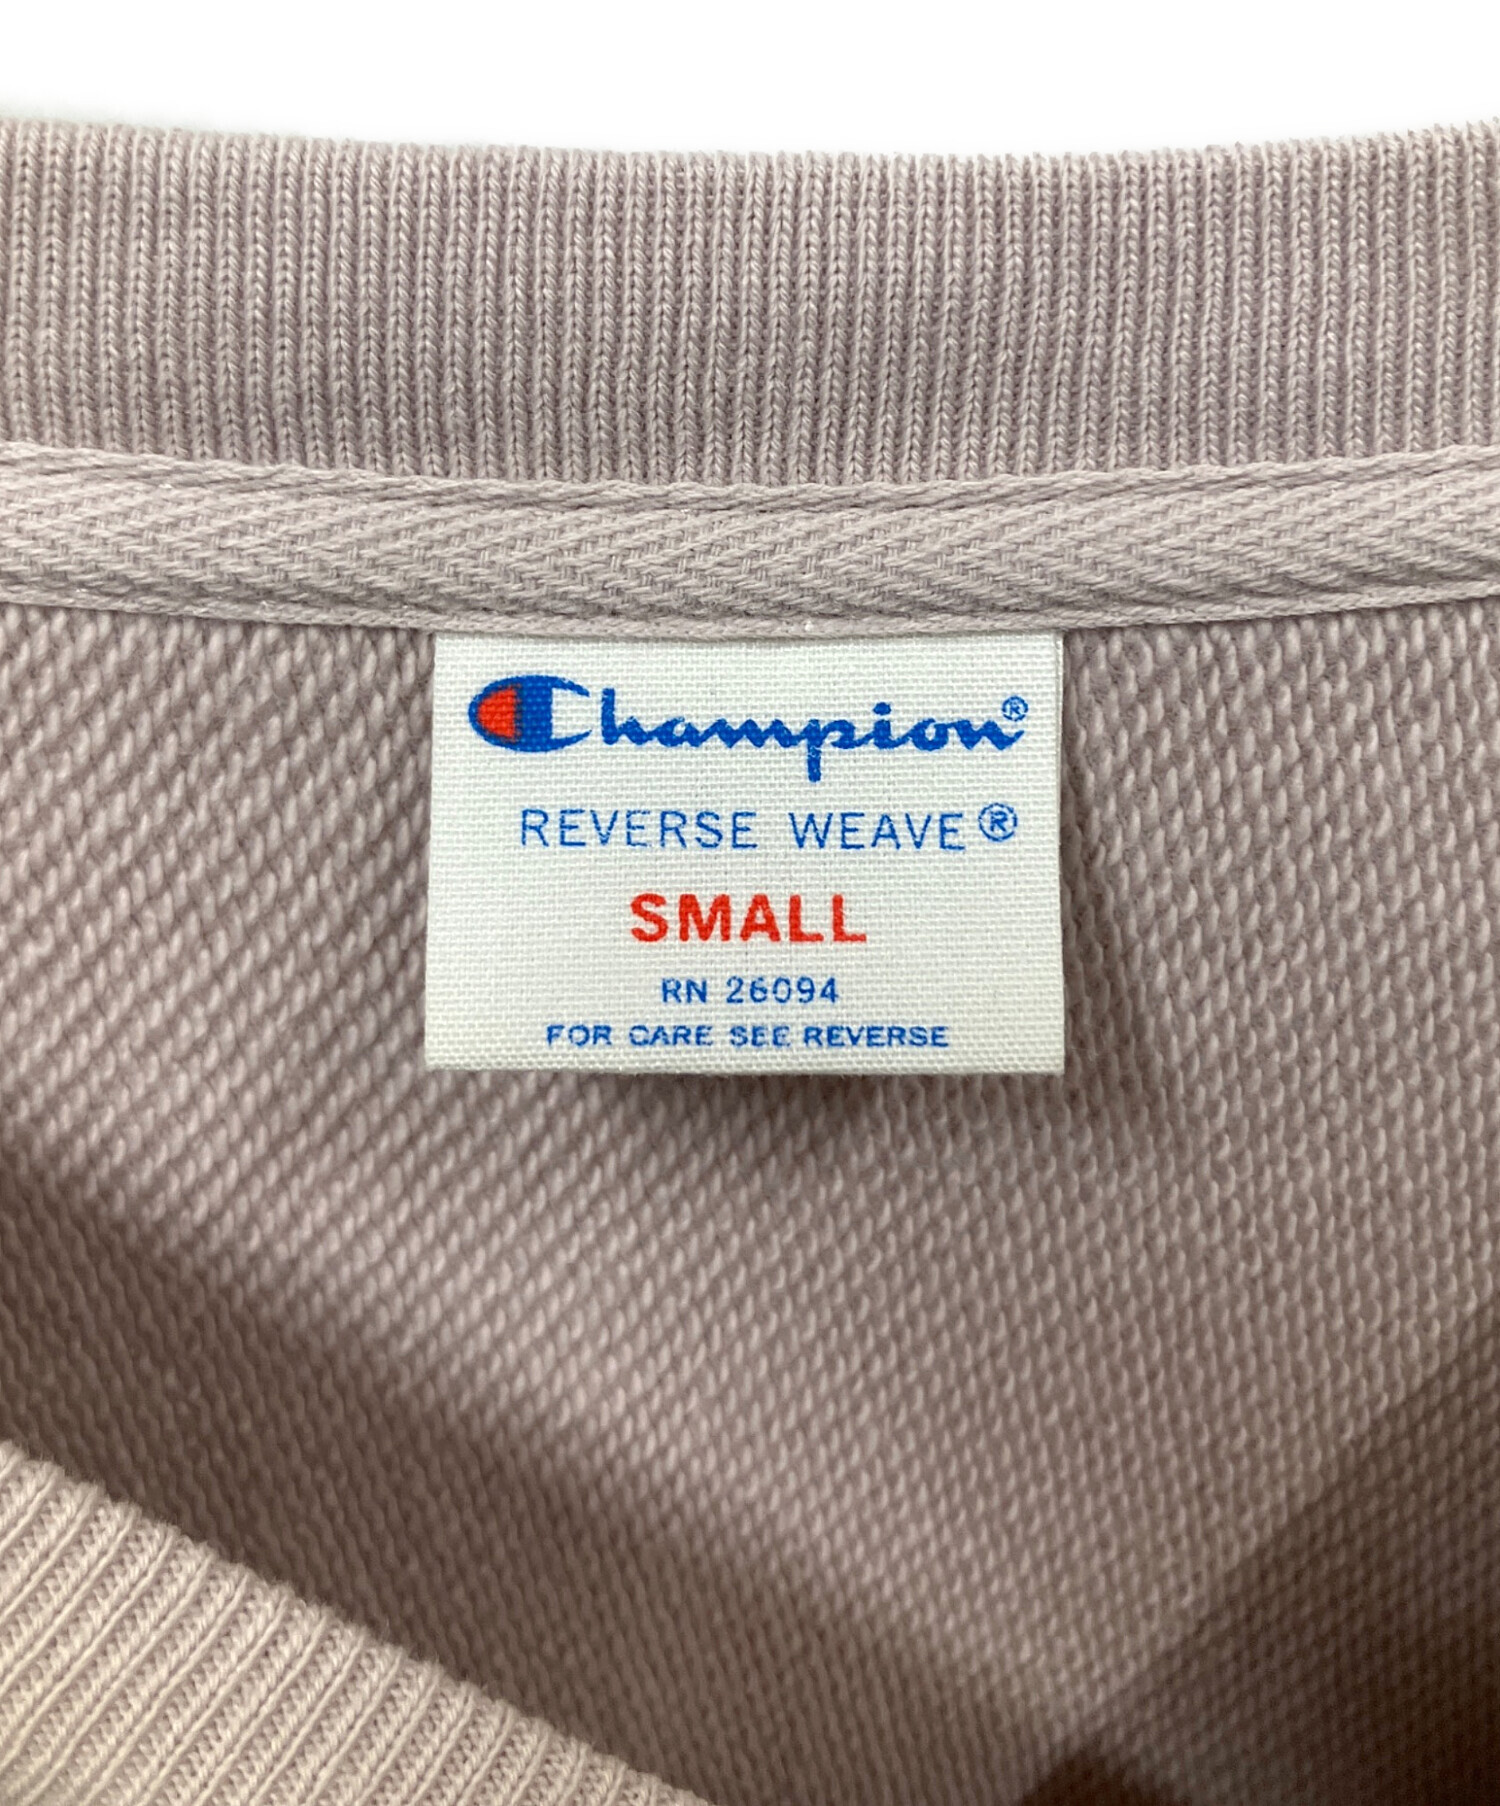 Champion®
REVERSE WEAVE®
SMALL
RN 26094
FOR CARE SEE REVERSE